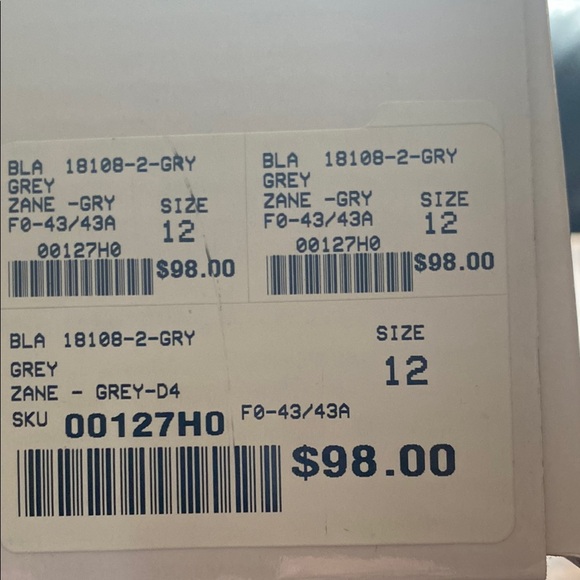 BLA 18108-2-GRY
GREY
ZANE -GRY SIZE
F0-43/43A 12
00127H0
$98.00
BLA 18108-2-GRY
GREY
ZANE -GRY SIZE
F0-43/43A 12
00127H0
$98.00
BLA 18108-2-GRY SIZE
GREY 12
ZANE - GREY-D4
SKU 00127H0 F0-43/43A
$98.00